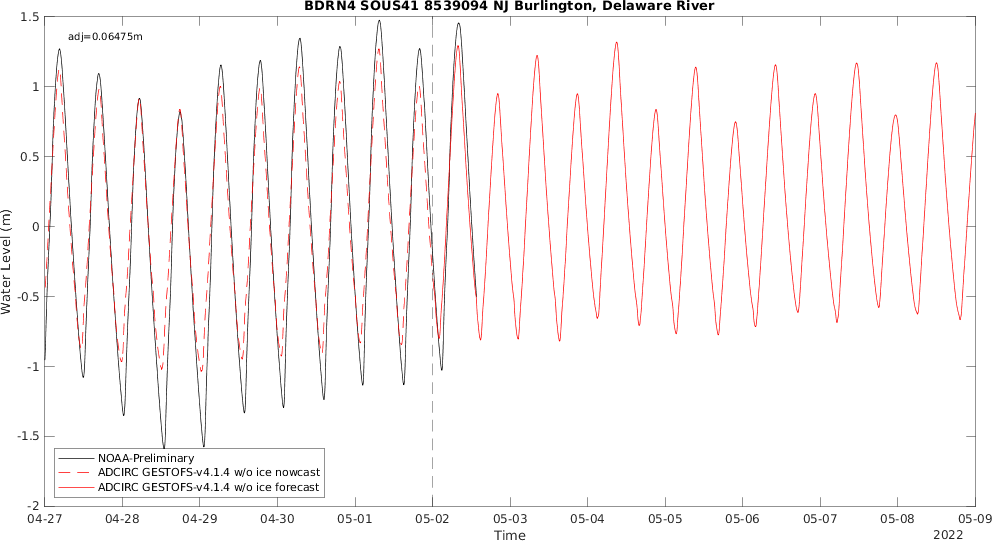 BDRN4 SOUS41 8539094 NJ Burlington, Delaware River
adj=0.06475m
1.5
1
0.5
0
-0.5
-1
-1.5
-2
Water Level (m)
NOAA-Preliminary
ADCIRC GESTOFS-v4.1.4 w/o ice nowcast
ADCIRC GESTOFS-v4.1.4 w/o ice forecast
04-27 04-28 04-29 04-30 05-01 05-02 05-03 05-04 05-05 05-06 05-07 05-08 05-09
Time
2022